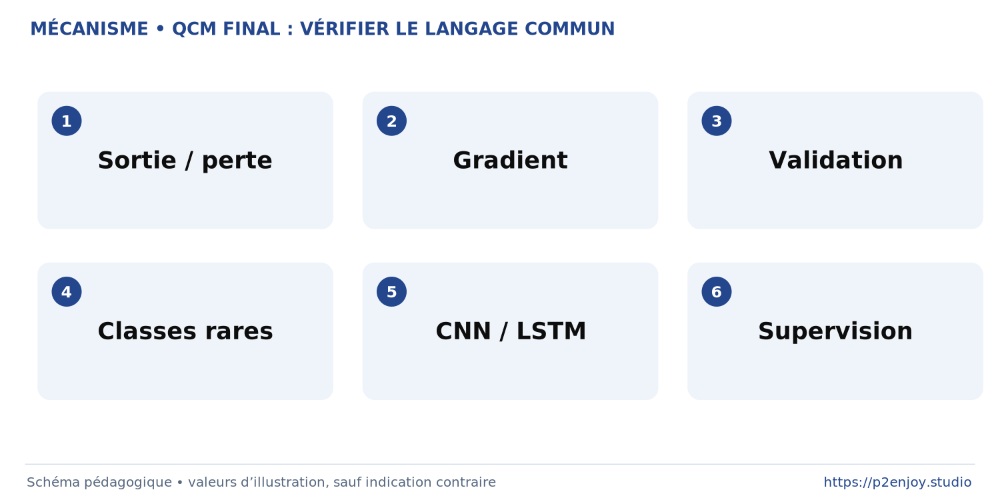 MÉCANISME • QCM FINAL : VÉRIFIER LE LANGAGE COMMUN
1
Sortie / perte
2
Gradient
3
Validation
4
Classes rares
5
CNN / LSTM
6
Supervision
Schéma pédagogique • valeurs d’illustration, sauf indication contraire
https://p2enjoy.studio